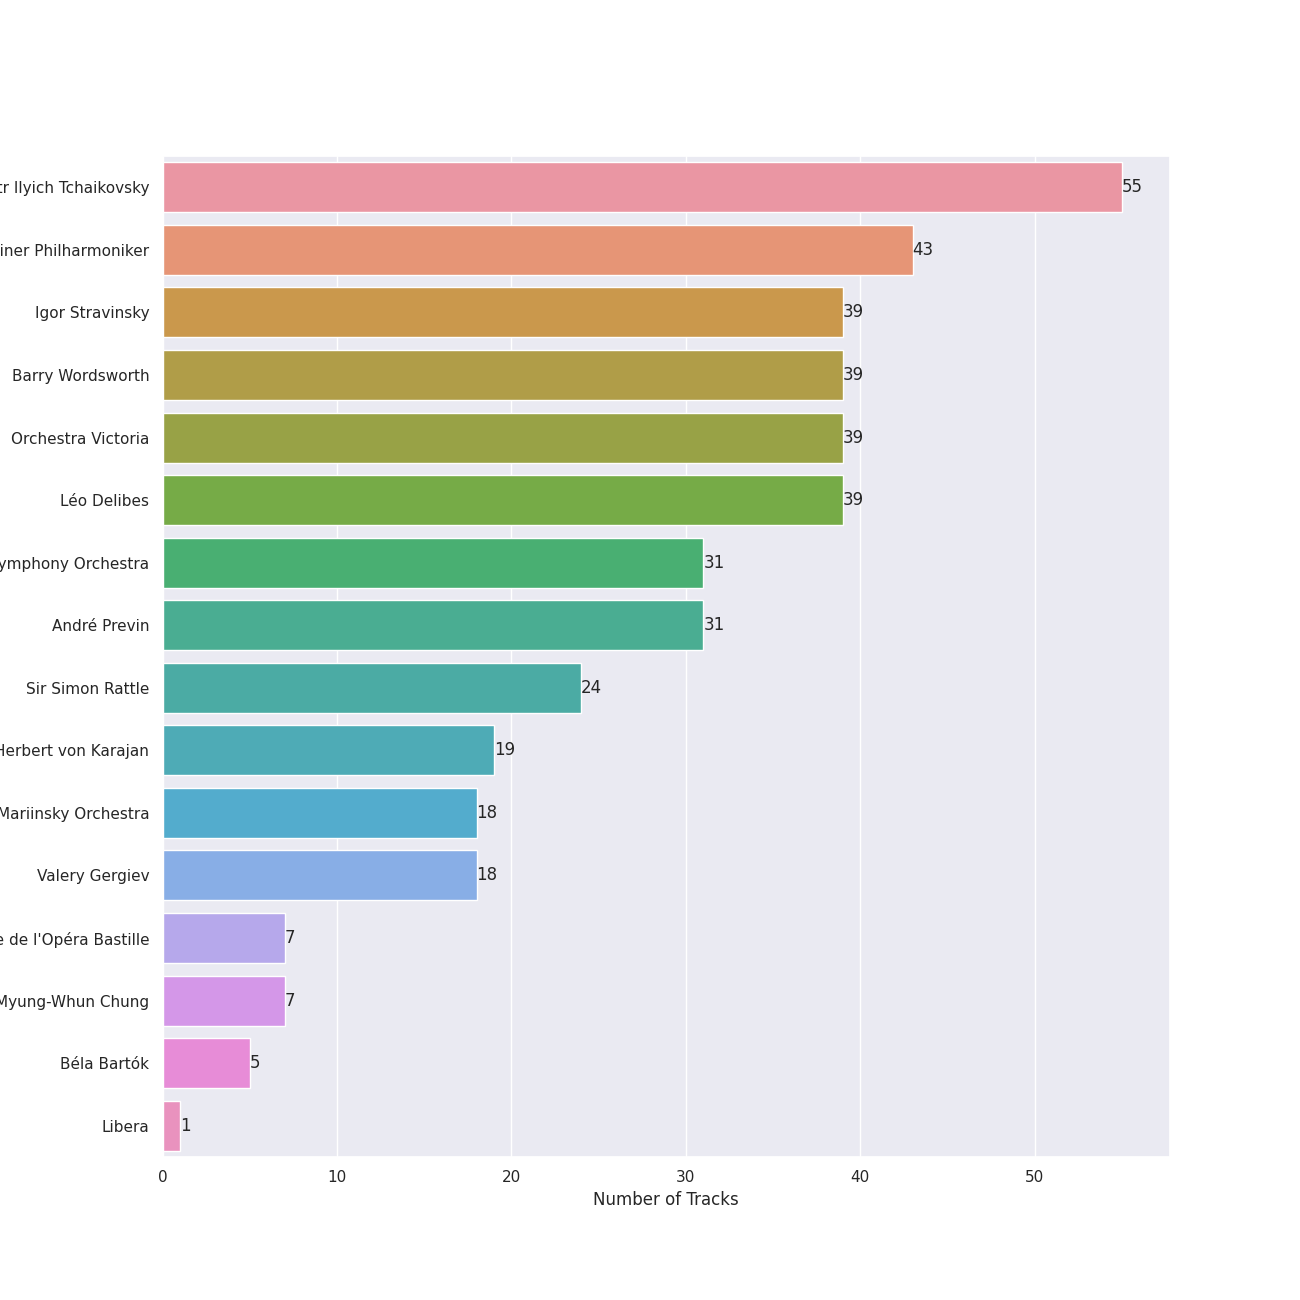 tr Ilyich Tchaikovsky 55
iner Philharmoniker 43
Igor Stravinsky 39
Barry Wordsworth 39
Orchestra Victoria 39
Léo Delibes 39
ymphony Orchestra 31
André Previn 31
Sir Simon Rattle 24
Herbert von Karajan 19
Mariinsky Orchestra 18
Valery Gergiev 18
e de l'Opéra Bastille 7
Myung-Whun Chung 7
Béla Bartók 5
Libera 1
0 10 20 30 40 50
Number of Tracks